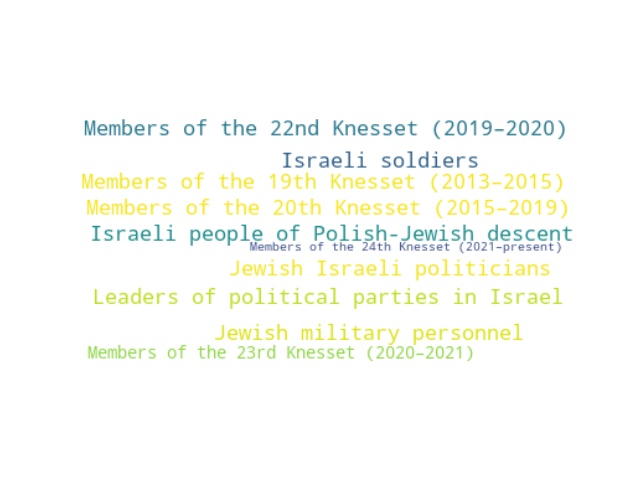 Members of the 22nd Knesset (2019–2020)
Israeli soldiers
Members of the 19th Knesset (2013–2015)
Members of the 20th Knesset (2015–2019)
Israeli people of Polish-Jewish descent
Members of the 24th Knesset (2021–present)
Jewish Israeli politicians
Leaders of political parties in Israel
Jewish military personnel
Members of the 23rd Knesset (2020–2021)